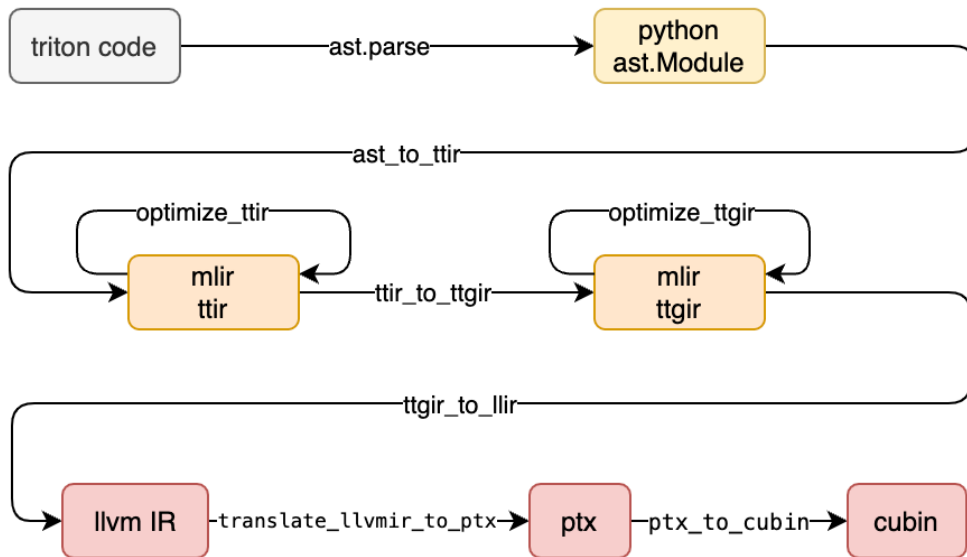 triton code
ast.parse
python
ast.Module
ast_to_ttir
optimize_ttir
optimize_ttgir
mlir
ttir
ttir_to_ttgir
mlir
ttgir
ttgir_to_llir
llvm IR
translate_llvmir_to_ptx
ptx
ptx_to_cubin
cubin